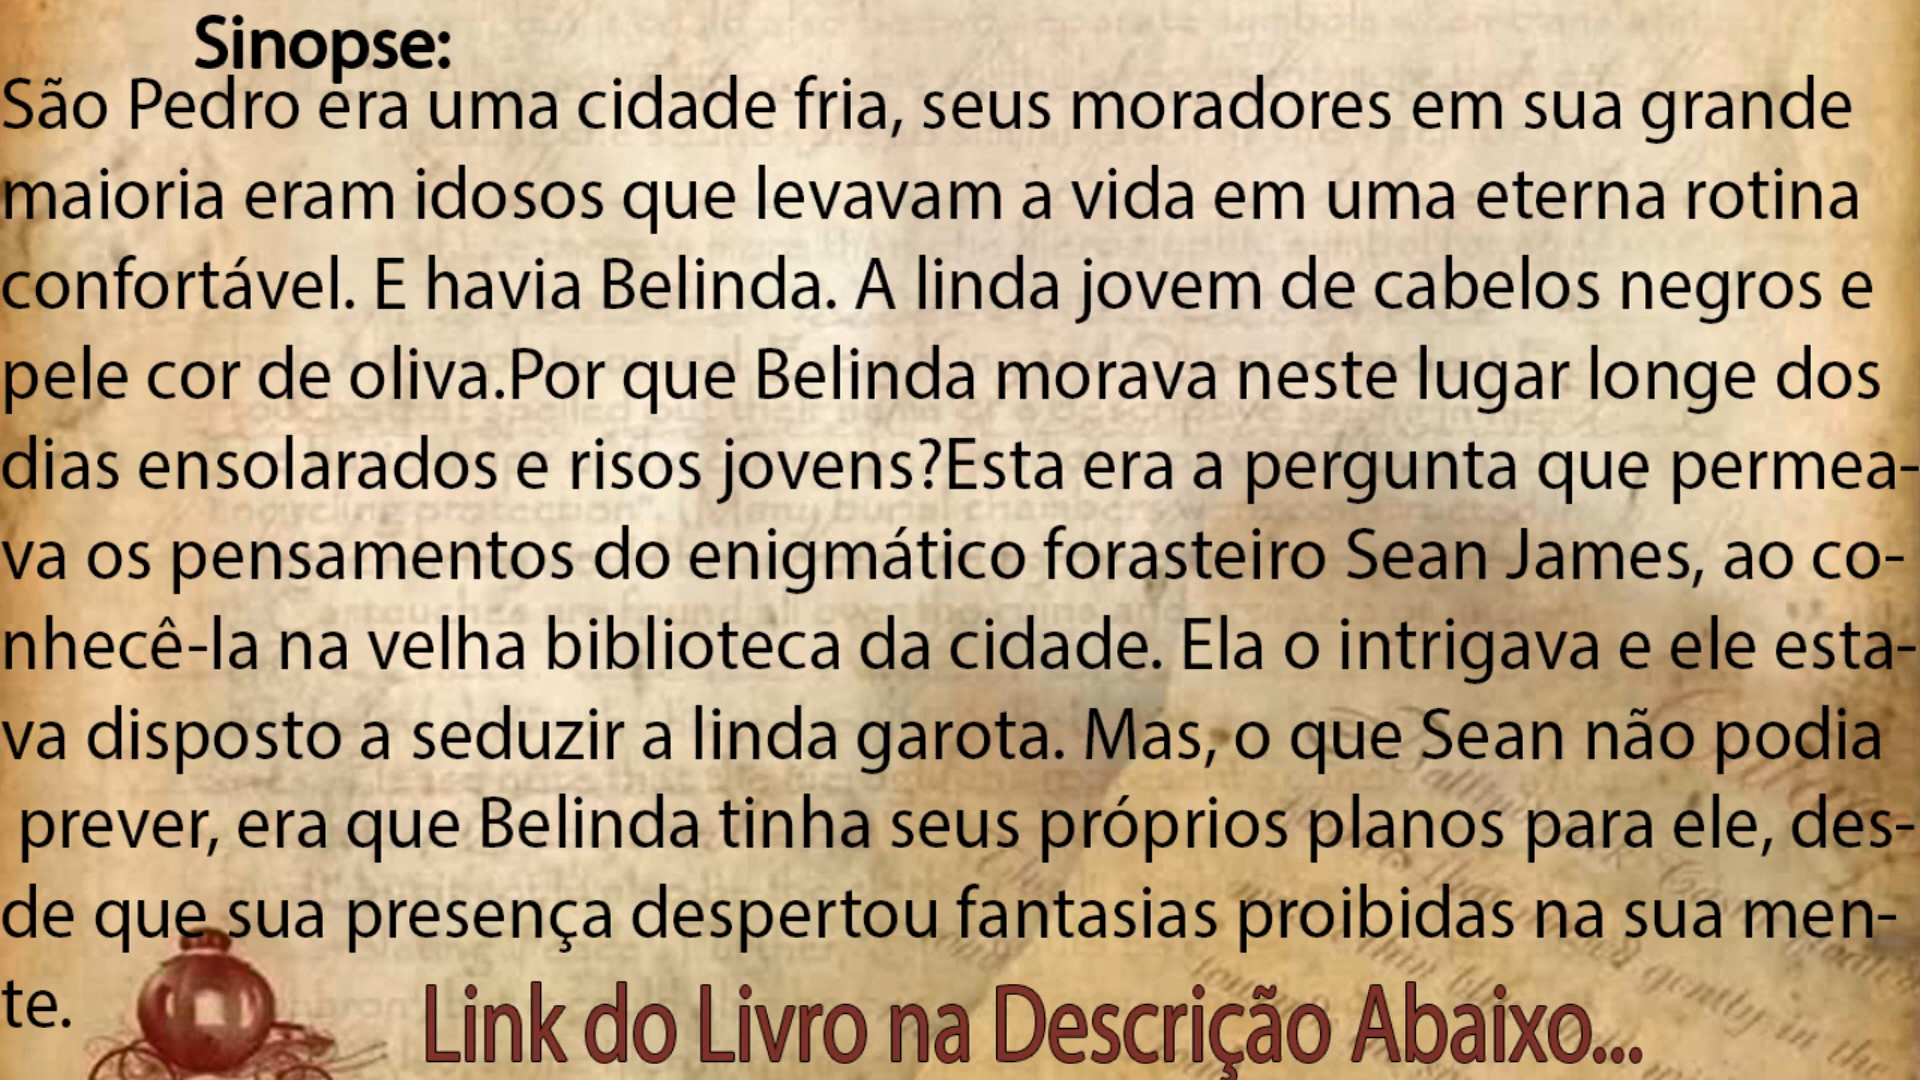 Sinopse:
São Pedro era uma cidade fria, seus moradores em sua grande
maioria eram idosos que levavam a vida em uma eterna rotina
confortável. E havia Belinda. A linda jovem de cabelos negros e
pele cor de oliva.Por que Belinda morava neste lugar longe dos
dias ensolarados e risos jovens?Esta era a pergunta que permea-
va os pensamentos do enigmático forasteiro Sean James, ao co-
nhecê-la na velha biblioteca da cidade. Ela o intrigava e ele esta-
va disposto a seduzir a linda garota. Mas, o que Sean não podia
prever, era que Belinda tinha seus próprios planos para ele, des-
de que sua presença despertou fantasias proibidas na sua men-
te.
Link do Livro na Descrição Abaixo...